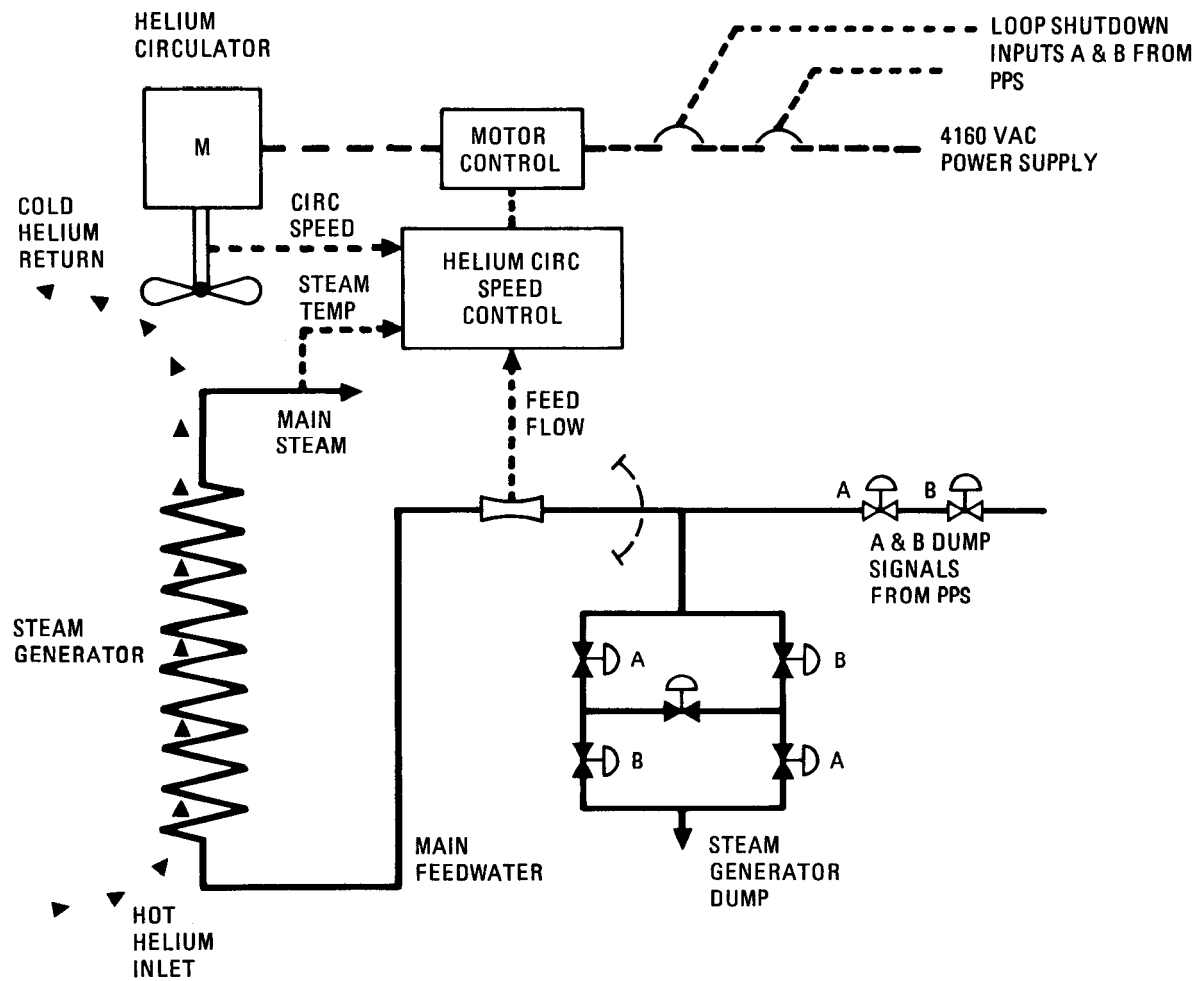 HELIUM
CIRCULATOR
LOOP SHUTDOWN
INPUTS A & B FROM
PPS
M
MOTOR
CONTROL
4160 VAC
POWER SUPPLY
COLD
HELIUM
RETURN
CIRC
SPEED
STEAM
TEMP
HELIUM CIRC
SPEED
CONTROL
MAIN
STEAM
FEED
FLOW
A
B
A & B DUMP
SIGNALS
FROM PPS
STEAM
GENERATOR
A
B
B
A
MAIN
FEEDWATER
STEAM
GENERATOR
DUMP
HOT
HELIUM
INLET